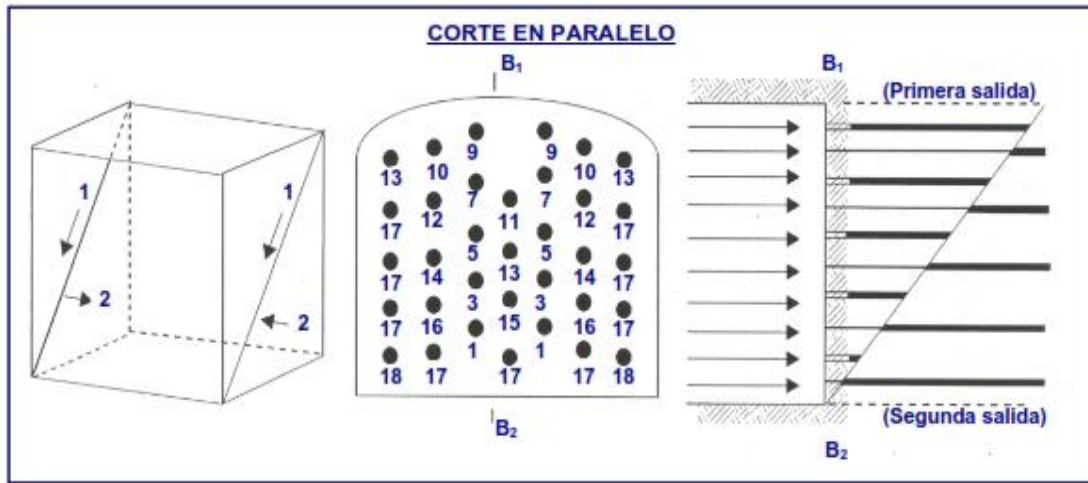 CORTE EN PARALELO
1
1
2
2
B1
9 9
10 10
13 13
7 7
12 11 12
17 17
5 5
13
14 14
17 17
3 3
15
16 16
17 17
1 1
18 17 17 17 18
B2
B1
(Primera salida)
(Segunda salida)
B2